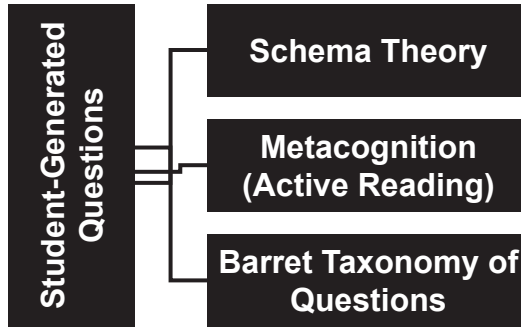 Student-Generated
Questions
Schema Theory
Metacognition
(Active Reading)
Barret Taxonomy of
Questions